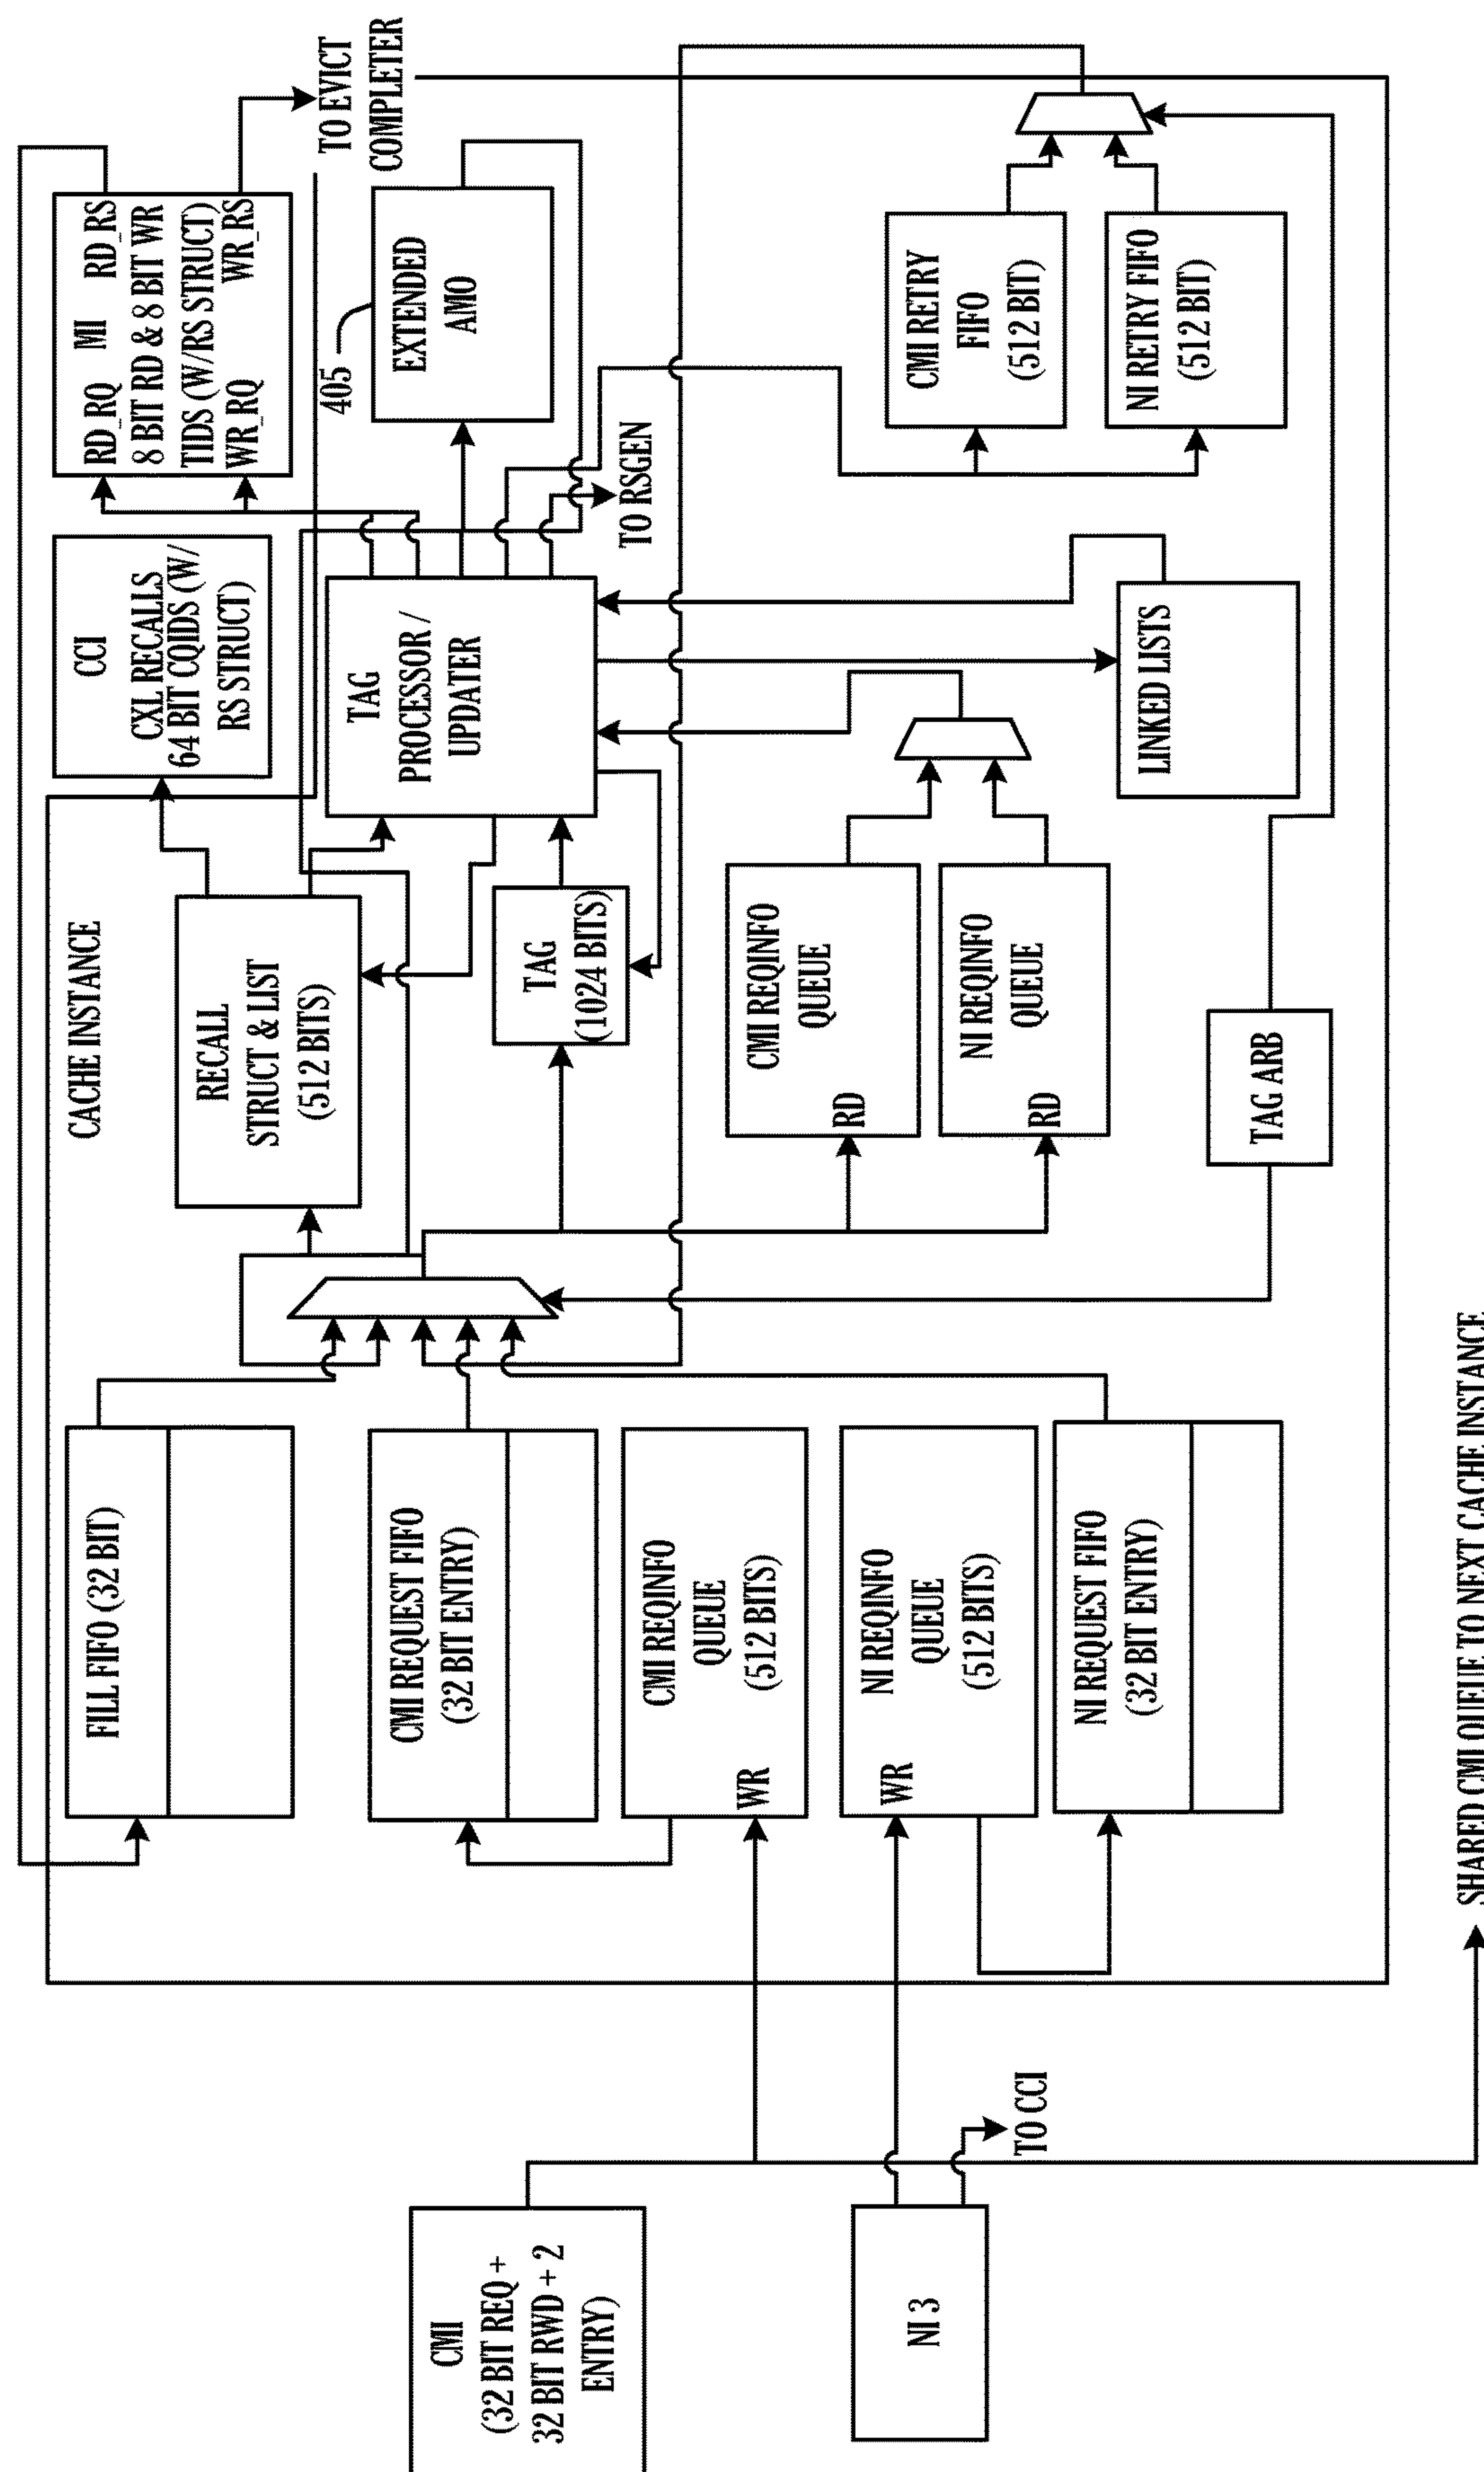 CMI
(32 BIT REQ +
32 BIT RWD + 2
ENTRY)
NI 3
TO CCI
SHARED CMI QUEUE TO NEXT CACHE INSTANCE
FILL FIFO (32 BIT)
CMI REQUEST FIFO
(32 BIT ENTRY)
CMI REQINFO
QUEUE
(512 BITS)
WR
WR
NI REQINFO
QUEUE
(512 BITS)
NI REQUEST FIFO
(32 BIT ENTRY)
CACHE INSTANCE
RECALL
STRUCT & LIST
(512 BITS)
TAG
(1024 BITS)
CMI REQINFO
QUEUE
RD
NI REQINFO
QUEUE
RD
TAG ARB
CCI
CXL RECALLS
64 BIT CQIDS (W/
RS STRUCT)
TAG
PROCESSOR /
UPDATER
LINKED LISTS
RD_RQ MI RD_RS
8 BIT RD & 8 BIT WR
TIDS (W/RS STRUCT)
WR_RQ WR_RS
TO EVICT
COMPLETER
405
EXTENDED
AMO
TO RSGEN
CMI RETRY
FIFO
(512 BIT)
NI RETRY FIFO
(512 BIT)